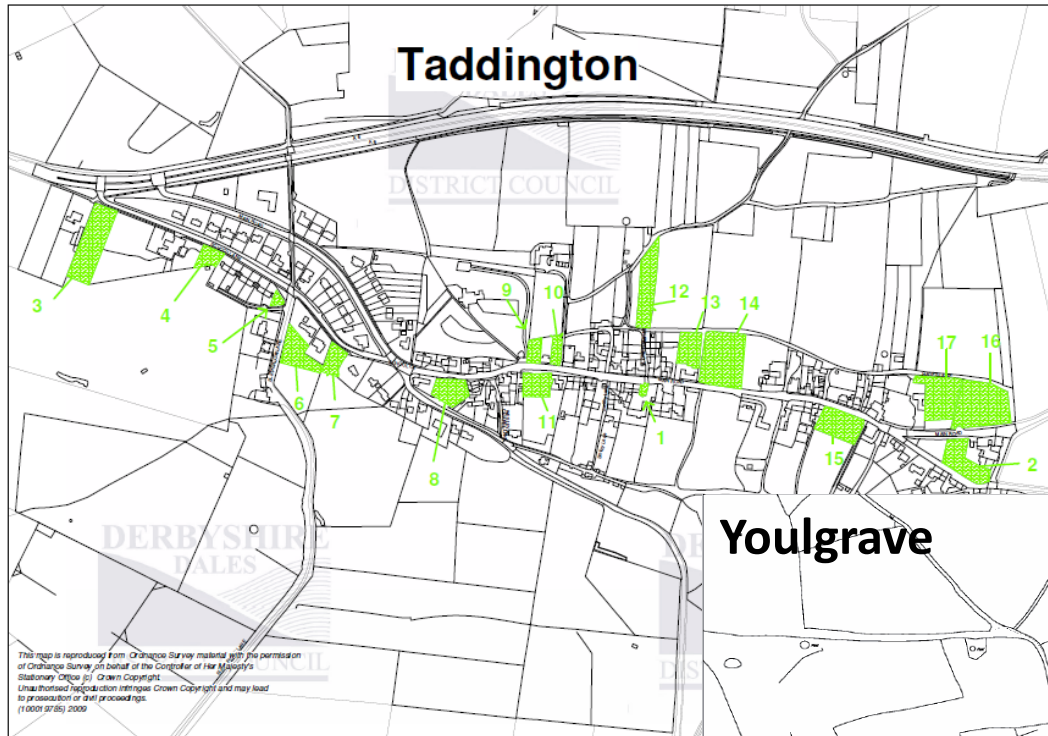 Taddington
DISTRICT COUNCIL
3
4
5
6
7
8
9
10
11
12
13
14
1
15
17
16
2
Youlgrave
DERBYSHIRE
DALES
This map is reproduced from Ordnance Survey material with the permission
of Ordnance Survey on behalf of the Controller of Her Majesty's
Stationery Office (c) Crown Copyright.
Unauthorised reproduction infringes Crown Copyright and may lead
to prosecution or civil proceedings.
(100019785) 2009